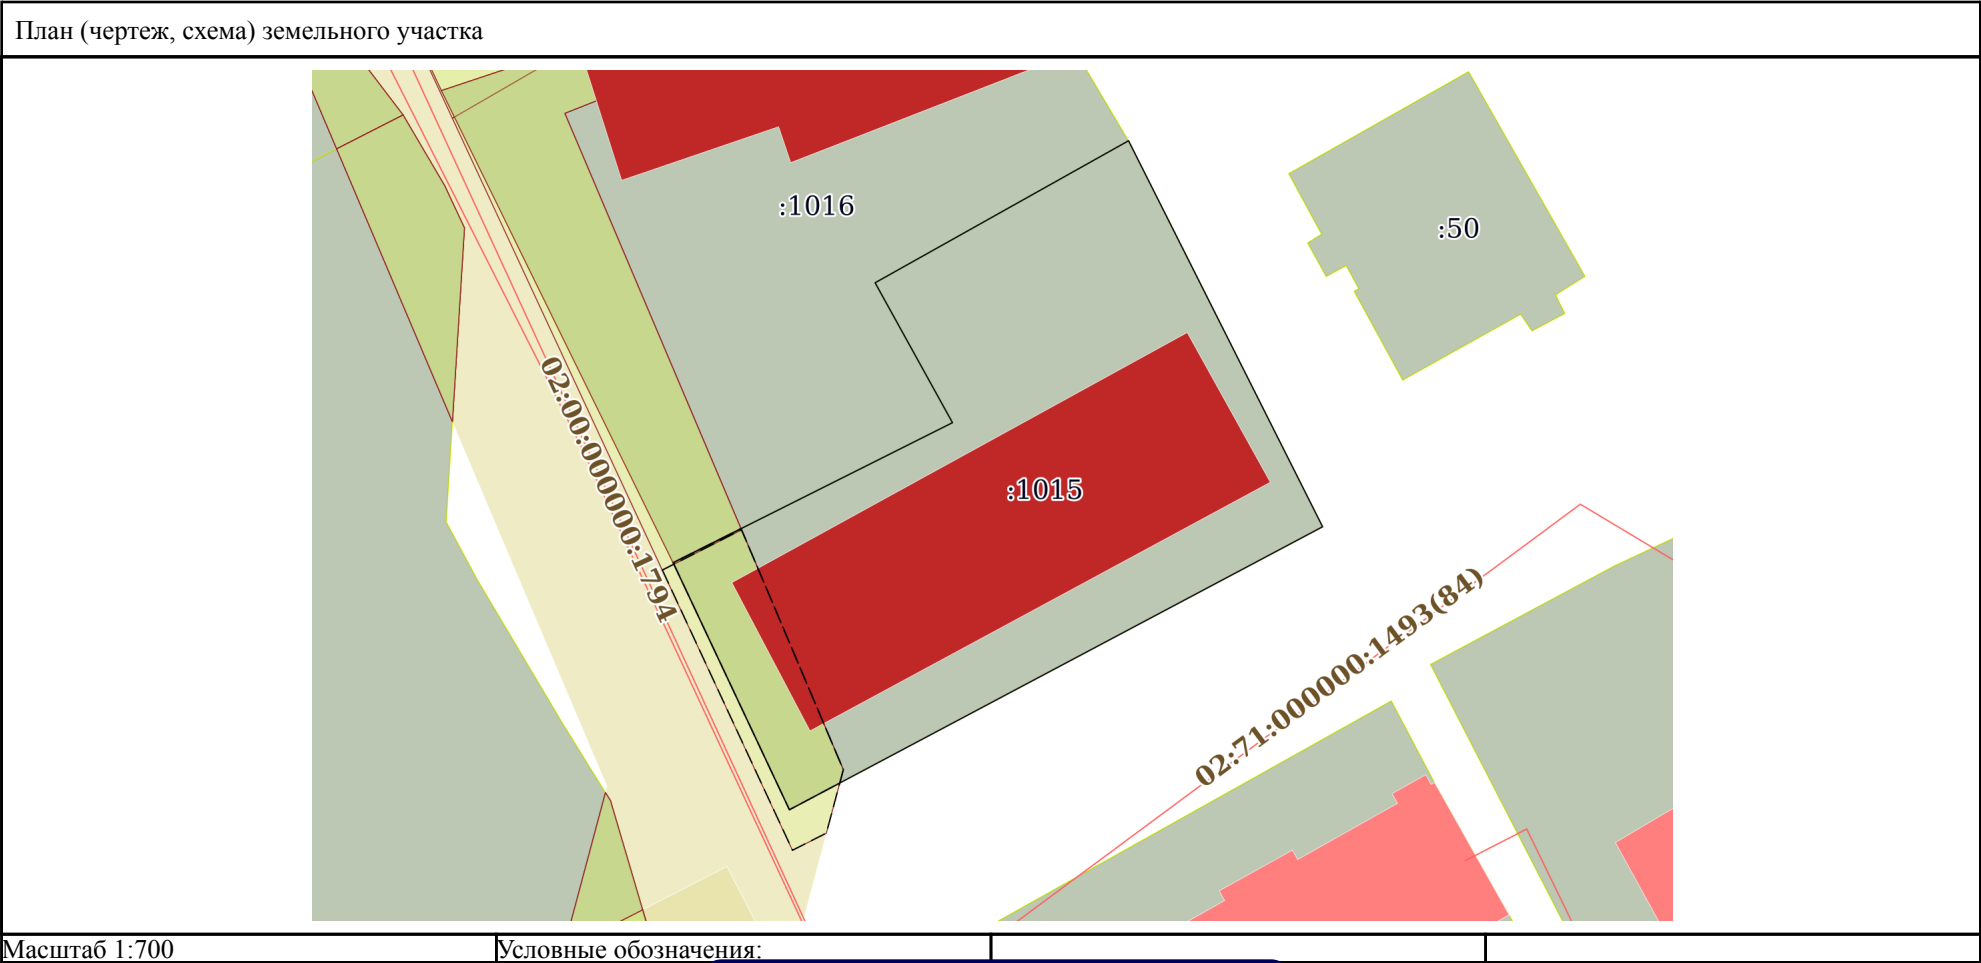 План (чертеж, схема) земельного участка
:1016
:50
02:00:000000:1794
:1015
02:71:000000:1493(84)
Масштаб 1:700
Условные обозначения: